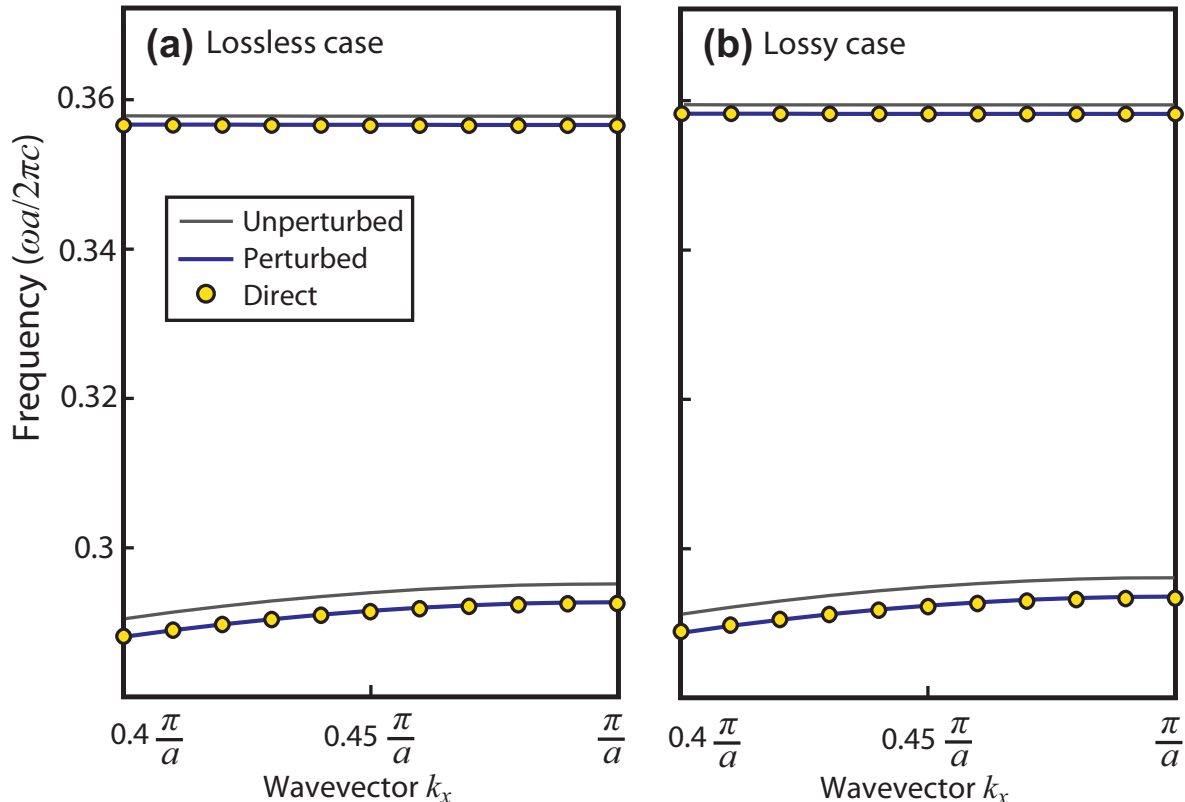 (a) Lossless case
(b) Lossy case
Frequency (ωa/2πc)
0.36
0.34
0.32
0.3
Unperturbed
Perturbed
Direct
0.4 π/a
0.45 π/a
π/a
0.4 π/a
0.45 π/a
π/a
Wavevector kₓ
Wavevector kₓ